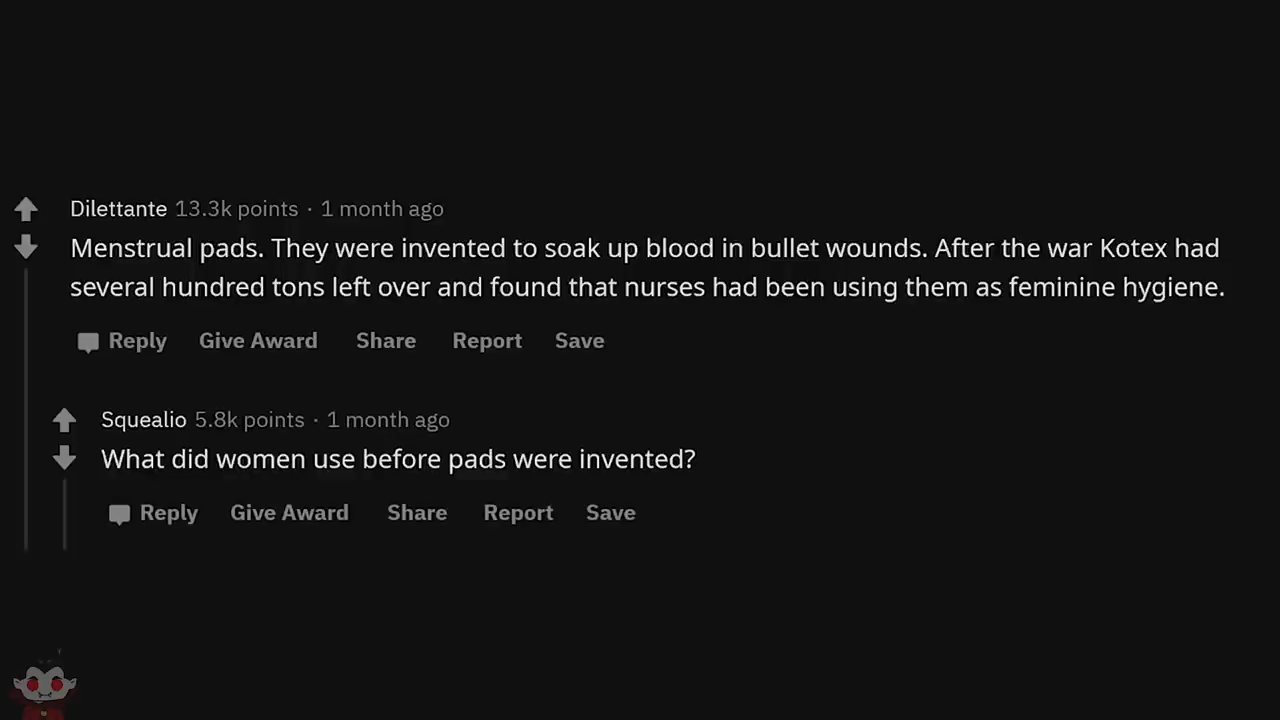 Dilettante 13.3k points · 1 month ago
Menstrual pads. They were invented to soak up blood in bullet wounds. After the war Kotex had
several hundred tons left over and found that nurses had been using them as feminine hygiene.
Reply Give Award Share Report Save
Squealio 5.8k points · 1 month ago
What did women use before pads were invented?
Reply Give Award Share Report Save